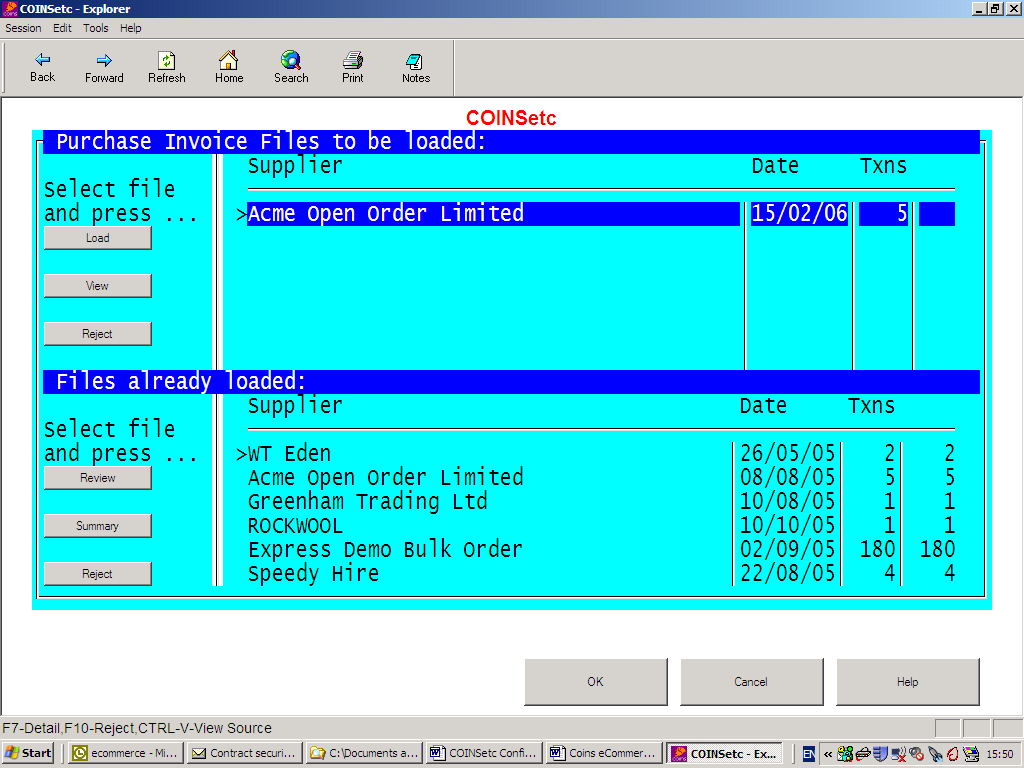 COINSetc - Explorer
Session Edit Tools Help
Back Forward Refresh Home Search Print Notes
COINSetc
Purchase Invoice Files to be loaded:
Supplier Date Txns
Select file
and press ...
>Acme Open Order Limited 15/02/06 5
Load
View
Reject
Files already loaded:
Supplier Date Txns
Select file
and press ...
>WT Eden 26/05/05 2 2
Review
Acme Open Order Limited 08/08/05 5 5
Greenham Trading Ltd 10/08/05 1 1
Summary
ROCKWOOL 10/10/05 1 1
Express Demo Bulk Order 02/09/05 180 180
Reject
Speedy Hire 22/08/05 4 4
OK Cancel Help
F7-Detail,F10-Reject,CTRL-V-View Source
Start ecommerce - Mi... Contract securi... C:\Documents a... COINSetc Confi... Coins eCommer... COINSetc - Ex... EN « 15:50